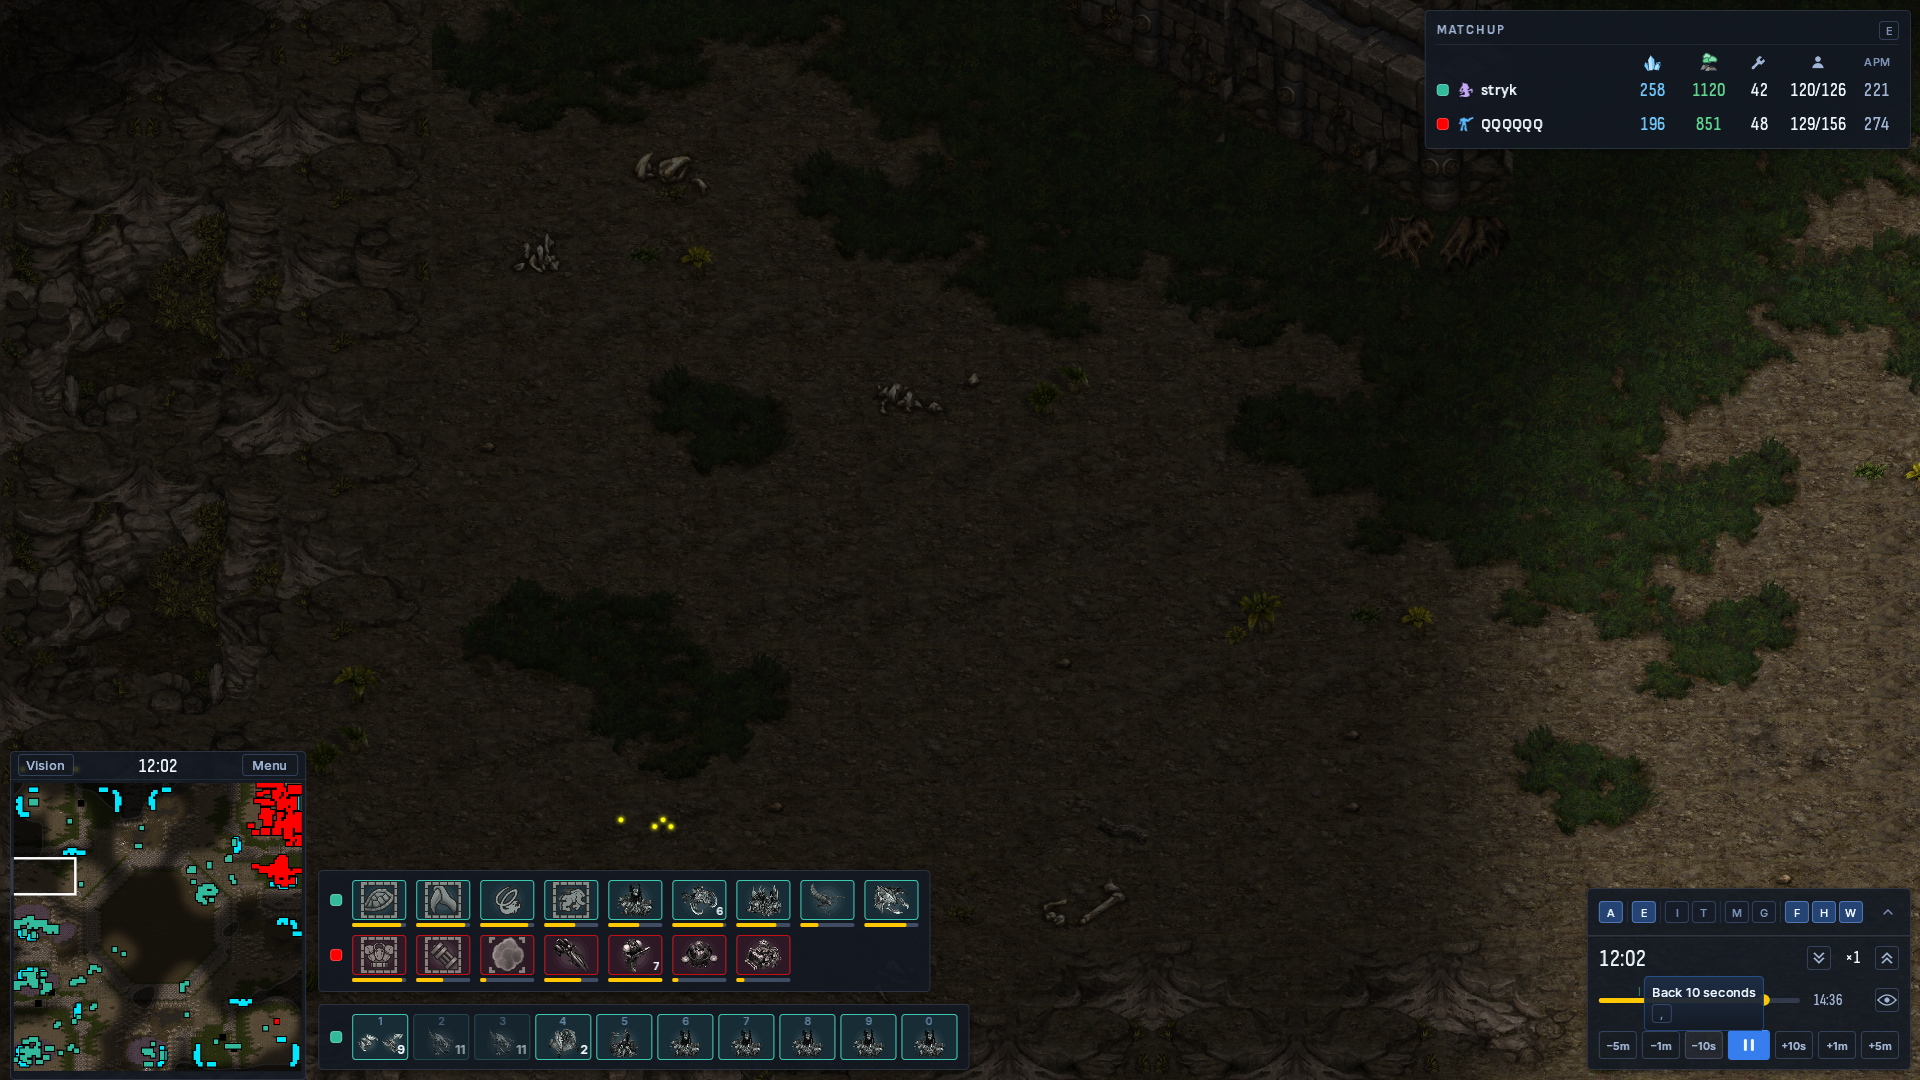 MATCHUP E
APM
stryk 258 1120 42 120/126 221
QQQQQQ 196 851 48 129/156 274
Vision 12:02 Menu
6
7
1 2 3 4 5 6 7 8 9 0
9 11 11 2
A E I T M G F H W
12:02 ×1
Back 10 seconds
,
14:36
−5m −1m −10s +10s +1m +5m